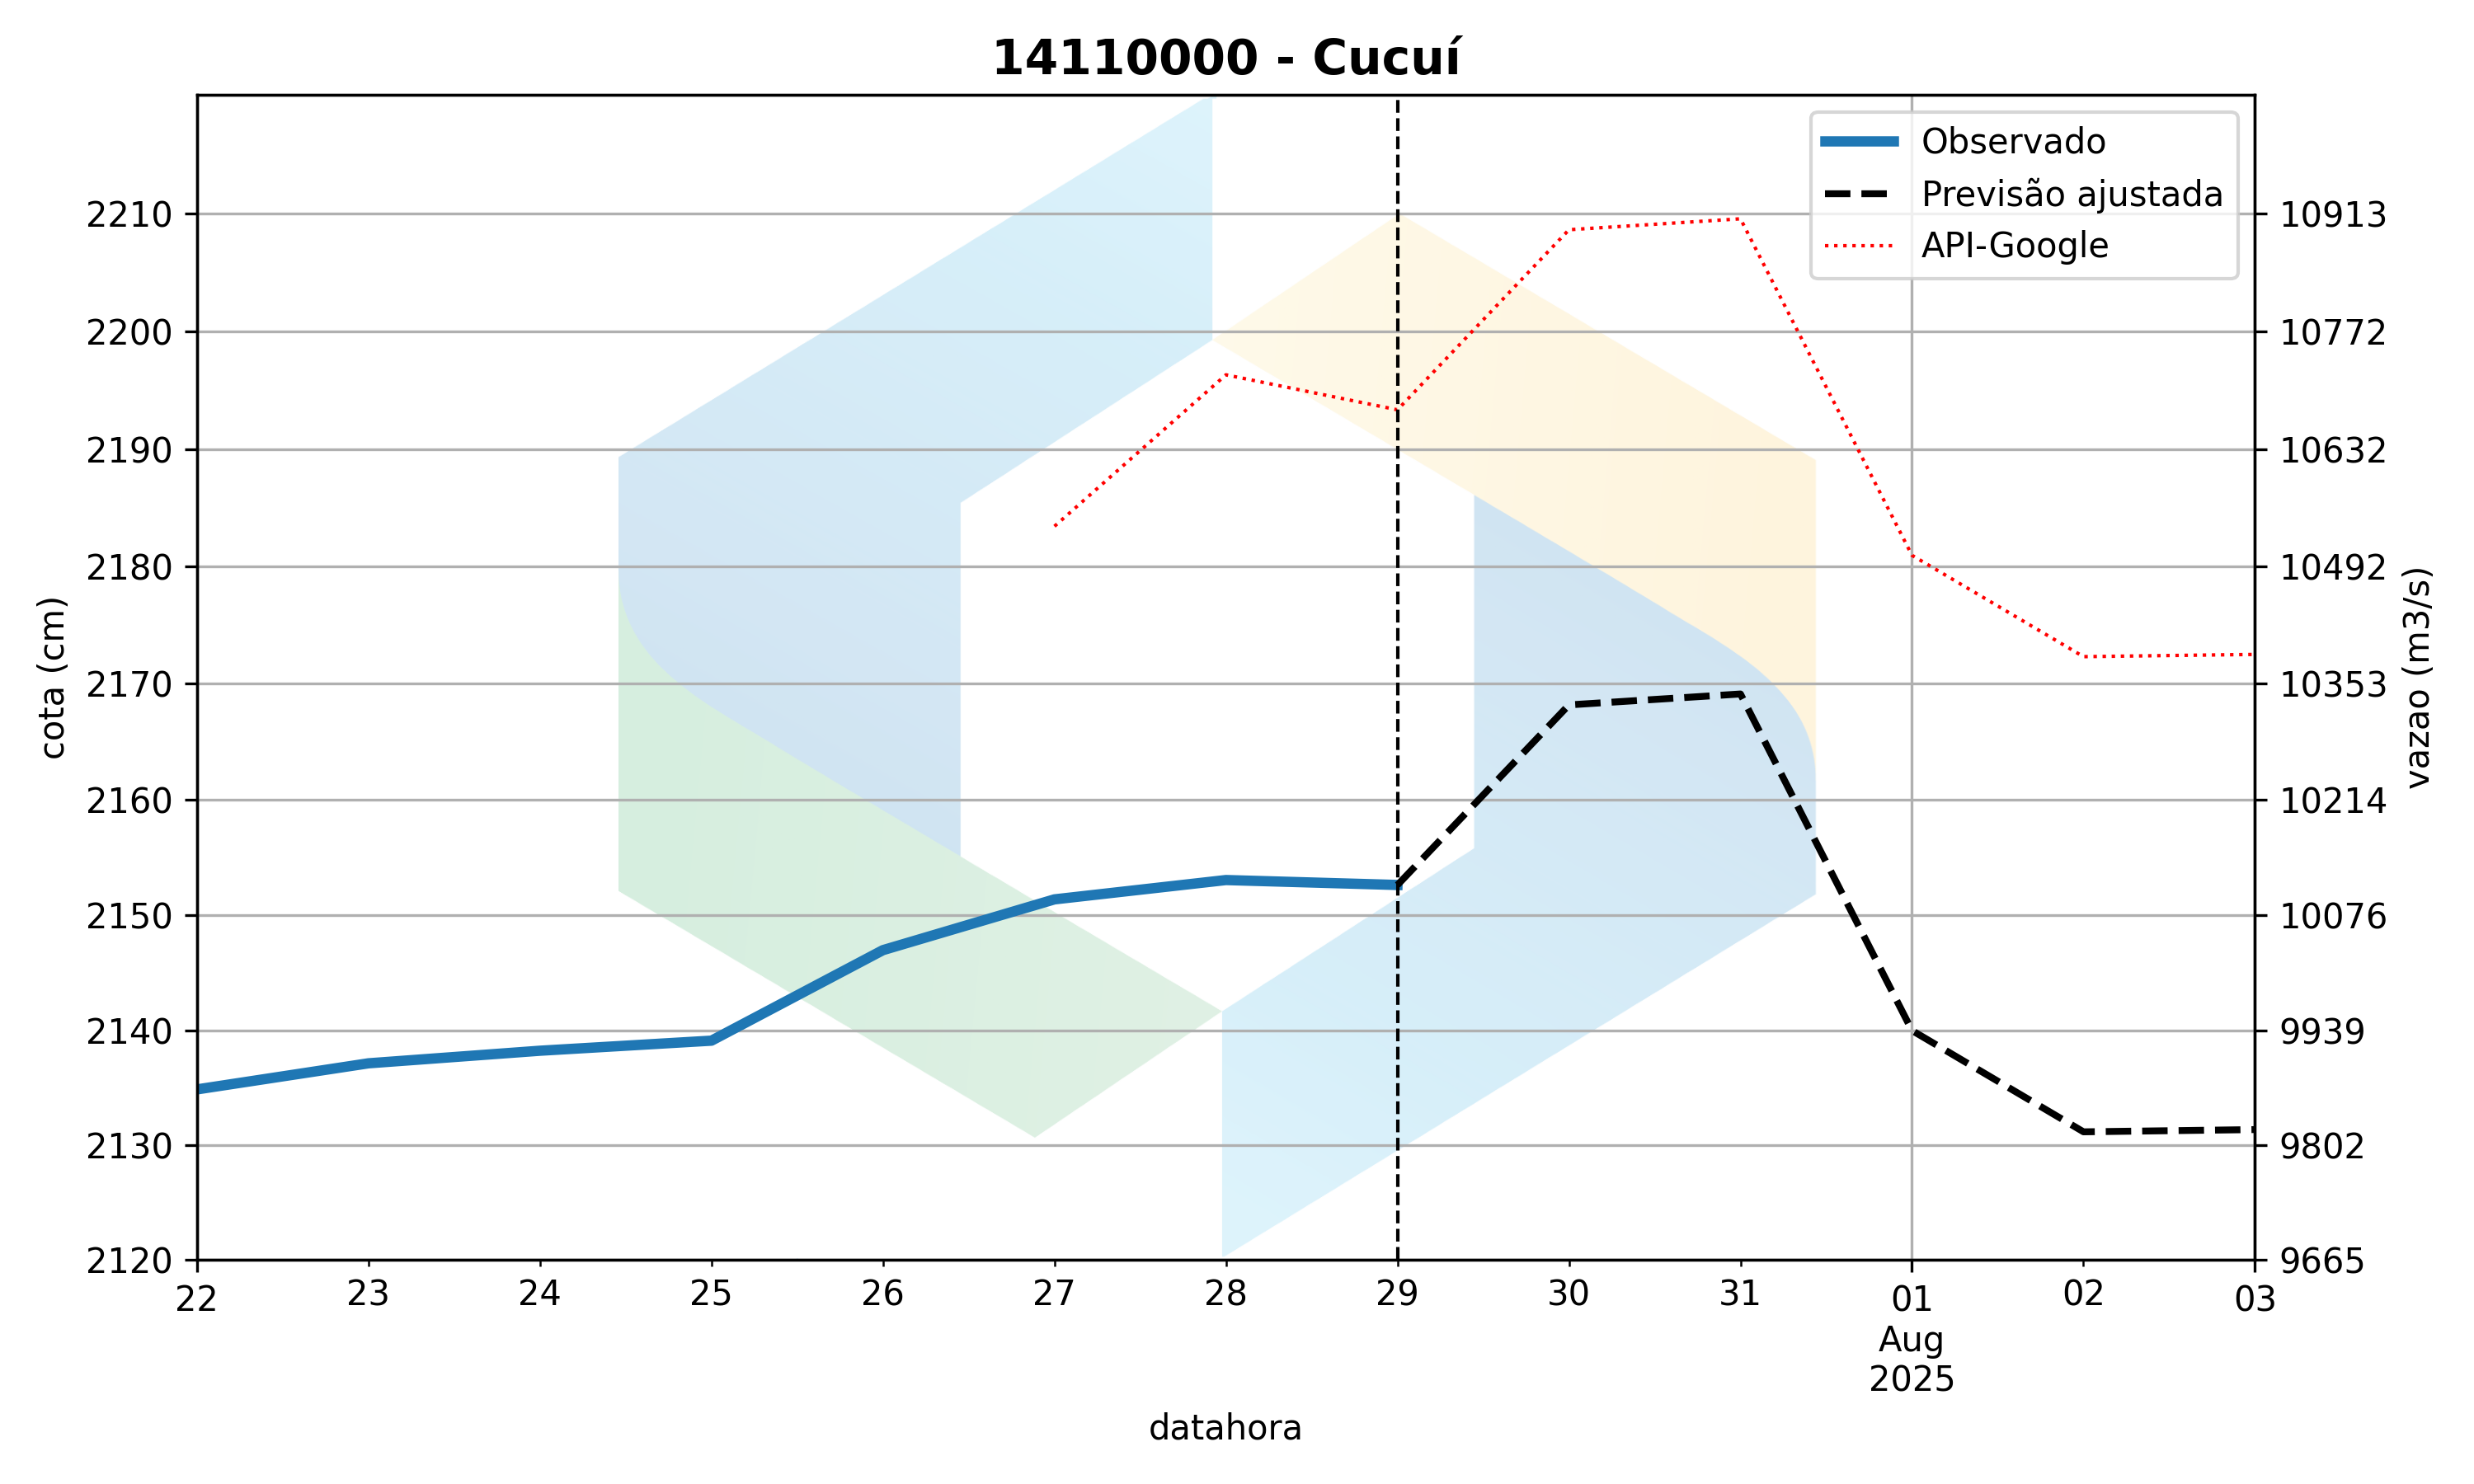 14110000 - Cucuí
Observado
Previsão ajustada
API-Google
2210
2200
2190
2180
2170
2160
2150
2140
2130
2120
cota (cm)
10913
10772
10632
10492
10353
10214
10076
9939
9802
9665
vazao (m3/s)
22 23 24 25 26 27 28 29 30 31 01 02 03
Aug
2025
datahora